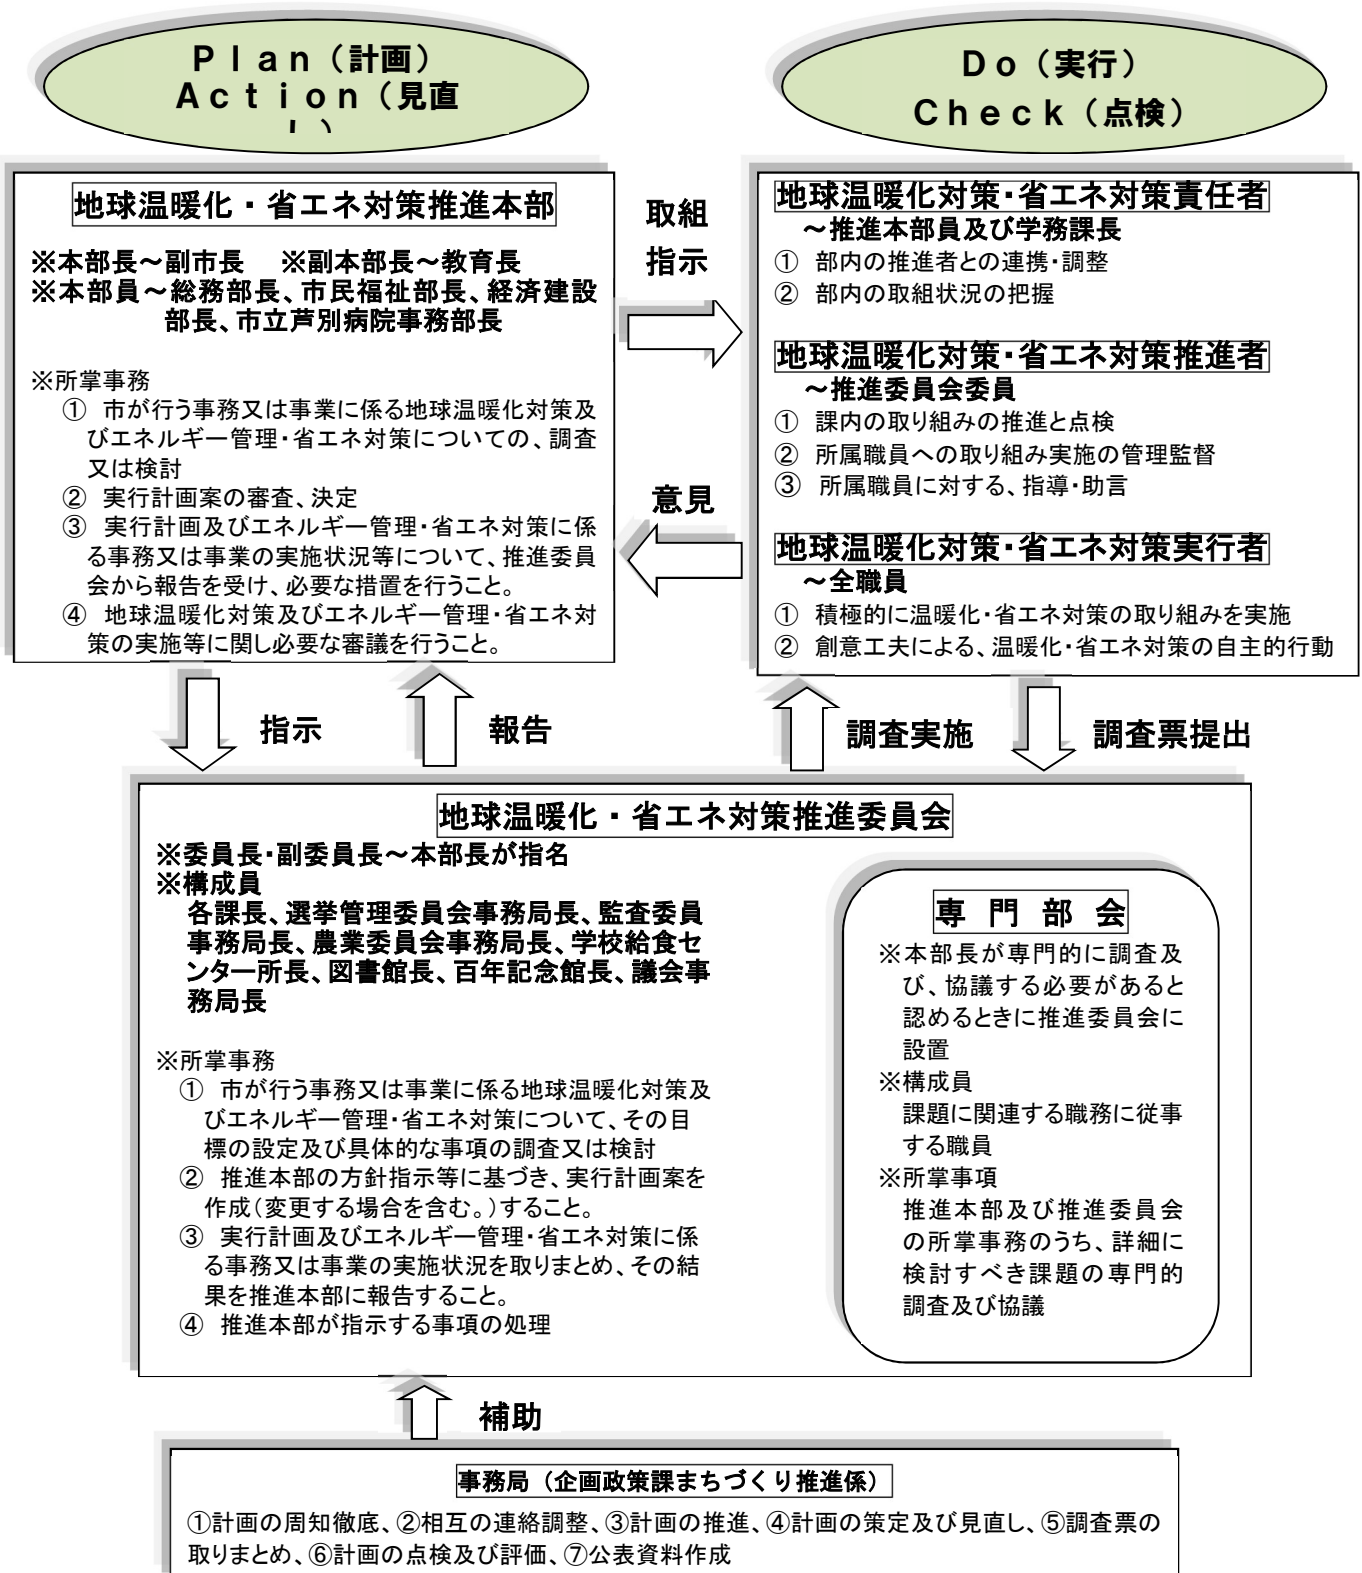 Plan（計画）
Action（見直
し）
Do（実行）
Check（点検）
地球温暖化・省エネ対策推進本部
※本部長～副市長　※副本部長～教育長
※本部員～総務部長、市民福祉部長、経済建設
部長、市立芦別病院事務部長
※所掌事務
①　市が行う事務又は事業に係る地球温暖化対策及
びエネルギー管理・省エネ対策についての、調査
又は検討
②　実行計画案の審査、決定
③　実行計画及びエネルギー管理・省エネ対策に係
る事務又は事業の実施状況等について、推進委員
会から報告を受け、必要な措置を行うこと。
④　地球温暖化対策及びエネルギー管理・省エネ対
策の実施等に関し必要な審議を行うこと。
取組
指示
意見
地球温暖化対策・省エネ対策責任者
～推進本部員及び学務課長
①　部内の推進者との連携・調整
②　部内の取組状況の把握
地球温暖化対策・省エネ対策推進者
～推進委員会委員
①　課内の取り組みの推進と点検
②　所属職員への取り組み実施の管理監督
③　所属職員に対する、指導・助言
地球温暖化対策・省エネ対策実行者
～全職員
①　積極的に温暖化・省エネ対策の取り組みを実施
②　創意工夫による、温暖化・省エネ対策の自主的行動
指示
報告
調査実施
調査票提出
地球温暖化・省エネ対策推進委員会
※委員長・副委員長～本部長が指名
※構成員
各課長、選挙管理委員会事務局長、監査委員
事務局長、農業委員会事務局長、学校給食セ
ンター所長、図書館長、百年記念館長、議会事
務局長
※所掌事務
①　市が行う事務又は事業に係る地球温暖化対策及
びエネルギー管理・省エネ対策について、その目
標の設定及び具体的な事項の調査又は検討
②　推進本部の方針指示等に基づき、実行計画案を
作成（変更する場合を含む。）すること。
③　実行計画及びエネルギー管理・省エネ対策に係
る事務又は事業の実施状況を取りまとめ、その結
果を推進本部に報告すること。
④　推進本部が指示する事項の処理
専門部会
※本部長が専門的に調査及
び、協議する必要があると
認めるときに推進委員会に
設置
※構成員
課題に関連する職務に従事
する職員
※所掌事項
推進本部及び推進委員会
の所掌事務のうち、詳細に
検討すべき課題の専門的
調査及び協議
補助
事務局（企画政策課まちづくり推進係）
①計画の周知徹底、②相互の連絡調整、③計画の推進、④計画の策定及び見直し、⑤調査票の
取りまとめ、⑥計画の点検及び評価、⑦公表資料作成